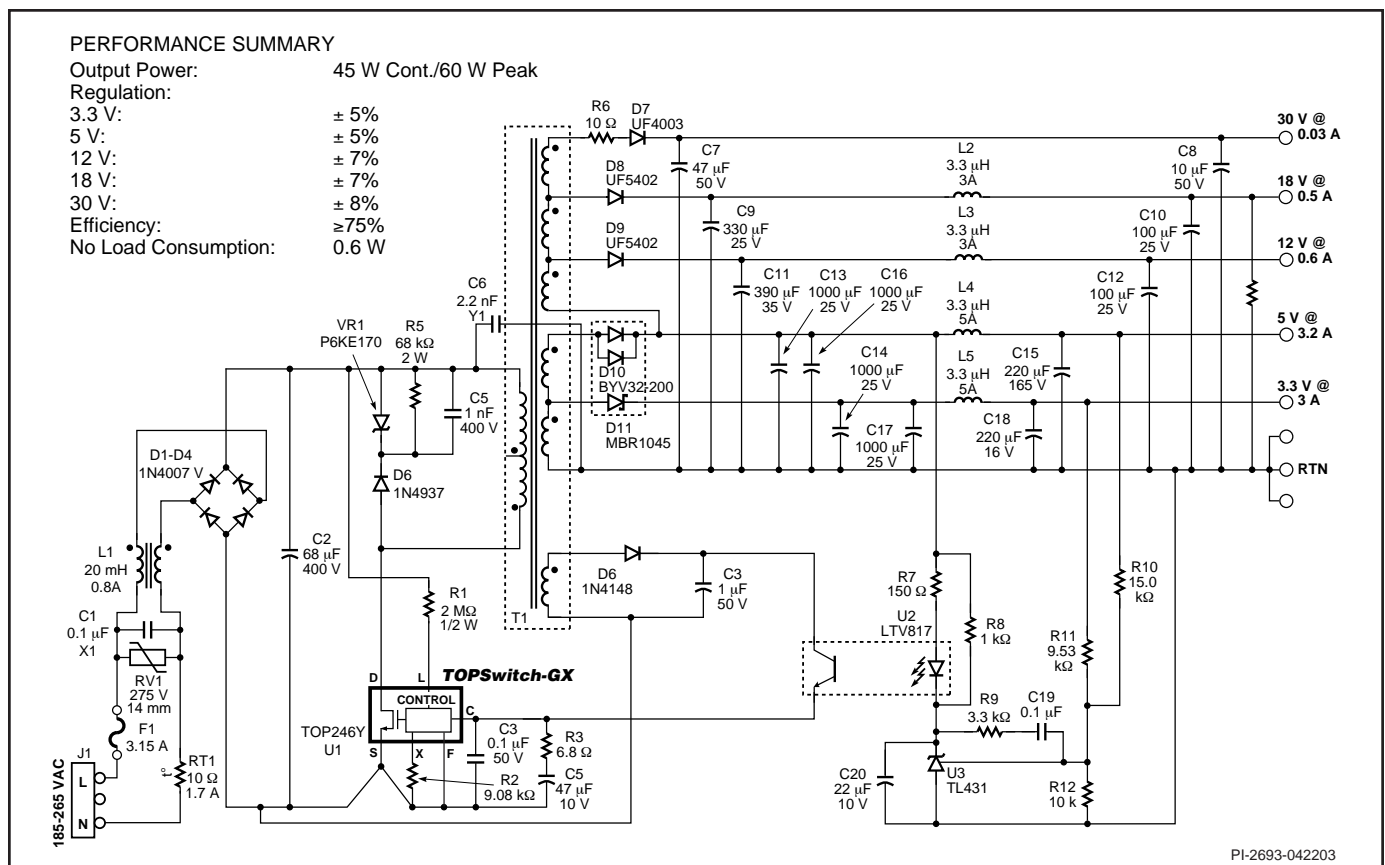 PERFORMANCE SUMMARY
Output Power: 45 W Cont./60 W Peak
Regulation:
3.3 V: ± 5%
5 V: ± 5%
12 V: ± 7%
18 V: ± 7%
30 V: ± 8%
Efficiency: ≥75%
No Load Consumption: 0.6 W
R6
10 Ω
D7
UF4003
30 V @
0.03 A
C7
47 µF
50 V
L2
3.3 µH
3A
C8
10 µF
50 V
D8
UF5402
18 V @
0.5 A
C9
330 µF
25 V
L3
3.3 µH
3A
C10
100 µF
25 V
D9
UF5402
12 V @
0.6 A
C11
390 µF
35 V
C13
1000 µF
25 V
C16
1000 µF
25 V
L4
3.3 µH
5A
C12
100 µF
25 V
C6
2.2 nF
Y1
5 V @
3.2 A
VR1
P6KE170
R5
68 kΩ
2 W
C5
1 nF
400 V
D10
BYV32-200
C14
1000 µF
25 V
L5
3.3 µH
5A
C15
220 µF
165 V
3.3 V @
3 A
D11
MBR1045
C17
1000 µF
25 V
C18
220 µF
16 V
RTN
D1-D4
1N4007 V
D6
1N4937
L1
20 mH
0.8A
C2
68 µF
400 V
C1
0.1 µF
X1
RV1
275 V
14 mm
F1
3.15 A
J1
L
N
185-265 VAC
t°
RT1
10 Ω
1.7 A
R1
2 MΩ
1/2 W
T1
D6
1N4148
C3
1 µF
50 V
R7
150 Ω
U2
LTV817
R8
1 kΩ
R10
15.0
kΩ
R11
9.53
kΩ
TOPSwitch-GX
D
L
CONTROL
C
S
X
F
TOP246Y
U1
R2
9.08 kΩ
C3
0.1 µF
50 V
R3
6.8 Ω
C5
47 µF
10 V
R9
3.3 kΩ
C19
0.1 µF
C20
22 µF
10 V
U3
TL431
R12
10 k
PI-2693-042203